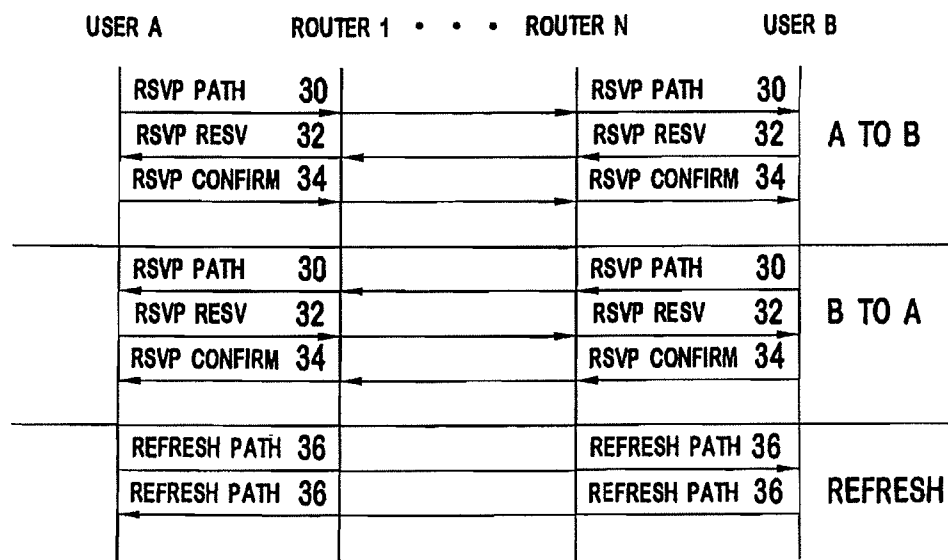 USER A ROUTER 1 • • • ROUTER N USER B
RSVP PATH 30 RSVP PATH 30
RSVP RESV 32 RSVP RESV 32 A TO B
RSVP CONFIRM 34 RSVP CONFIRM 34
RSVP PATH 30 RSVP PATH 30
RSVP RESV 32 RSVP RESV 32 B TO A
RSVP CONFIRM 34 RSVP CONFIRM 34
REFRESH PATH 36 REFRESH PATH 36
REFRESH PATH 36 REFRESH PATH 36 REFRESH